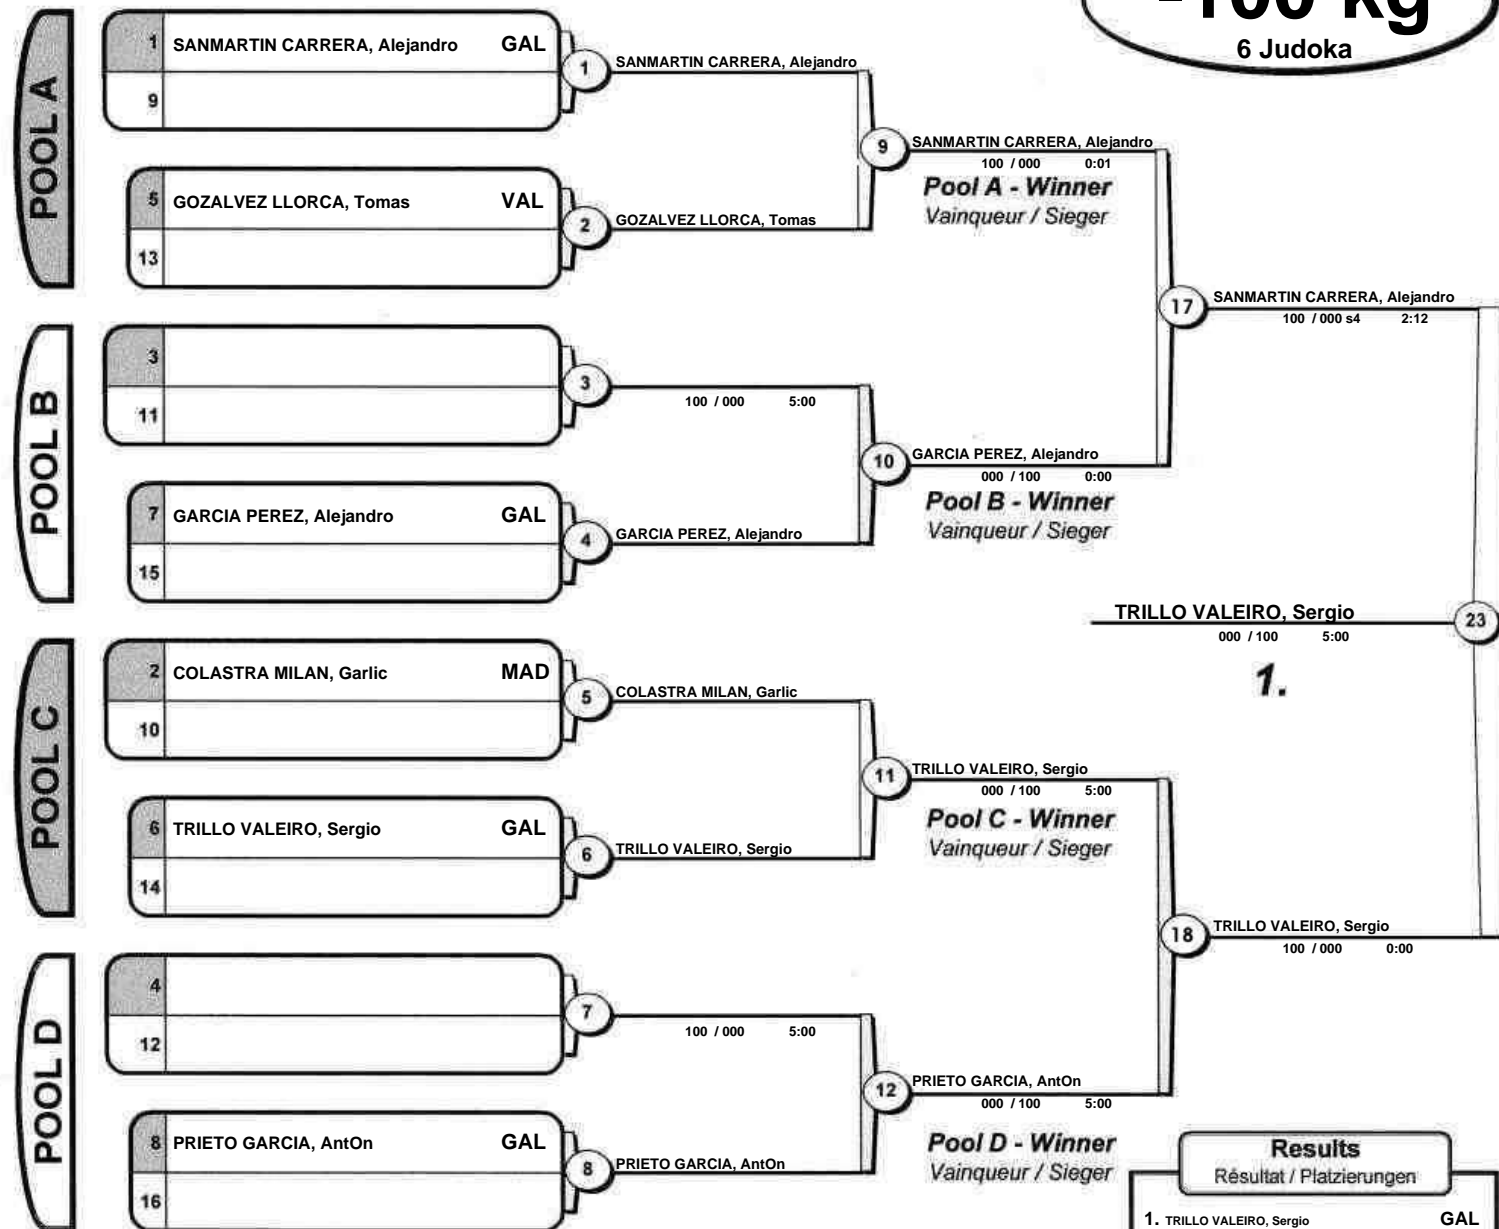 -100 kg
6 Judoka
POOL A
1 SANMARTIN CARRERA, Alejandro GAL
9
1 SANMARTIN CARRERA, Alejandro
5 GOZALVEZ LLORCA, Tomas VAL
13
2 GOZALVEZ LLORCA, Tomas
9 SANMARTIN CARRERA, Alejandro
100 / 000 0:01
Pool A - Winner
Vainqueur / Sieger
POOL B
3
11
3
100 / 000 5:00
7 GARCIA PEREZ, Alejandro GAL
15
4 GARCIA PEREZ, Alejandro
10 GARCIA PEREZ, Alejandro
000 / 100 0:00
Pool B - Winner
Vainqueur / Sieger
17 SANMARTIN CARRERA, Alejandro
100 / 000 s4 2:12
TRILLO VALEIRO, Sergio 23
000 / 100 5:00
1.
POOL C
2 COLASTRA MILAN, Garlic MAD
10
5 COLASTRA MILAN, Garlic
6 TRILLO VALEIRO, Sergio GAL
14
6 TRILLO VALEIRO, Sergio
11 TRILLO VALEIRO, Sergio
000 / 100 5:00
Pool C - Winner
Vainqueur / Sieger
18 TRILLO VALEIRO, Sergio
100 / 000 0:00
POOL D
4
12
7
100 / 000 5:00
8 PRIETO GARCIA, AntOn GAL
16
8 PRIETO GARCIA, AntOn
12 PRIETO GARCIA, AntOn
000 / 100 5:00
Pool D - Winner
Vainqueur / Sieger
Results
Résultat / Platzierungen
1. TRILLO VALEIRO, Sergio GAL